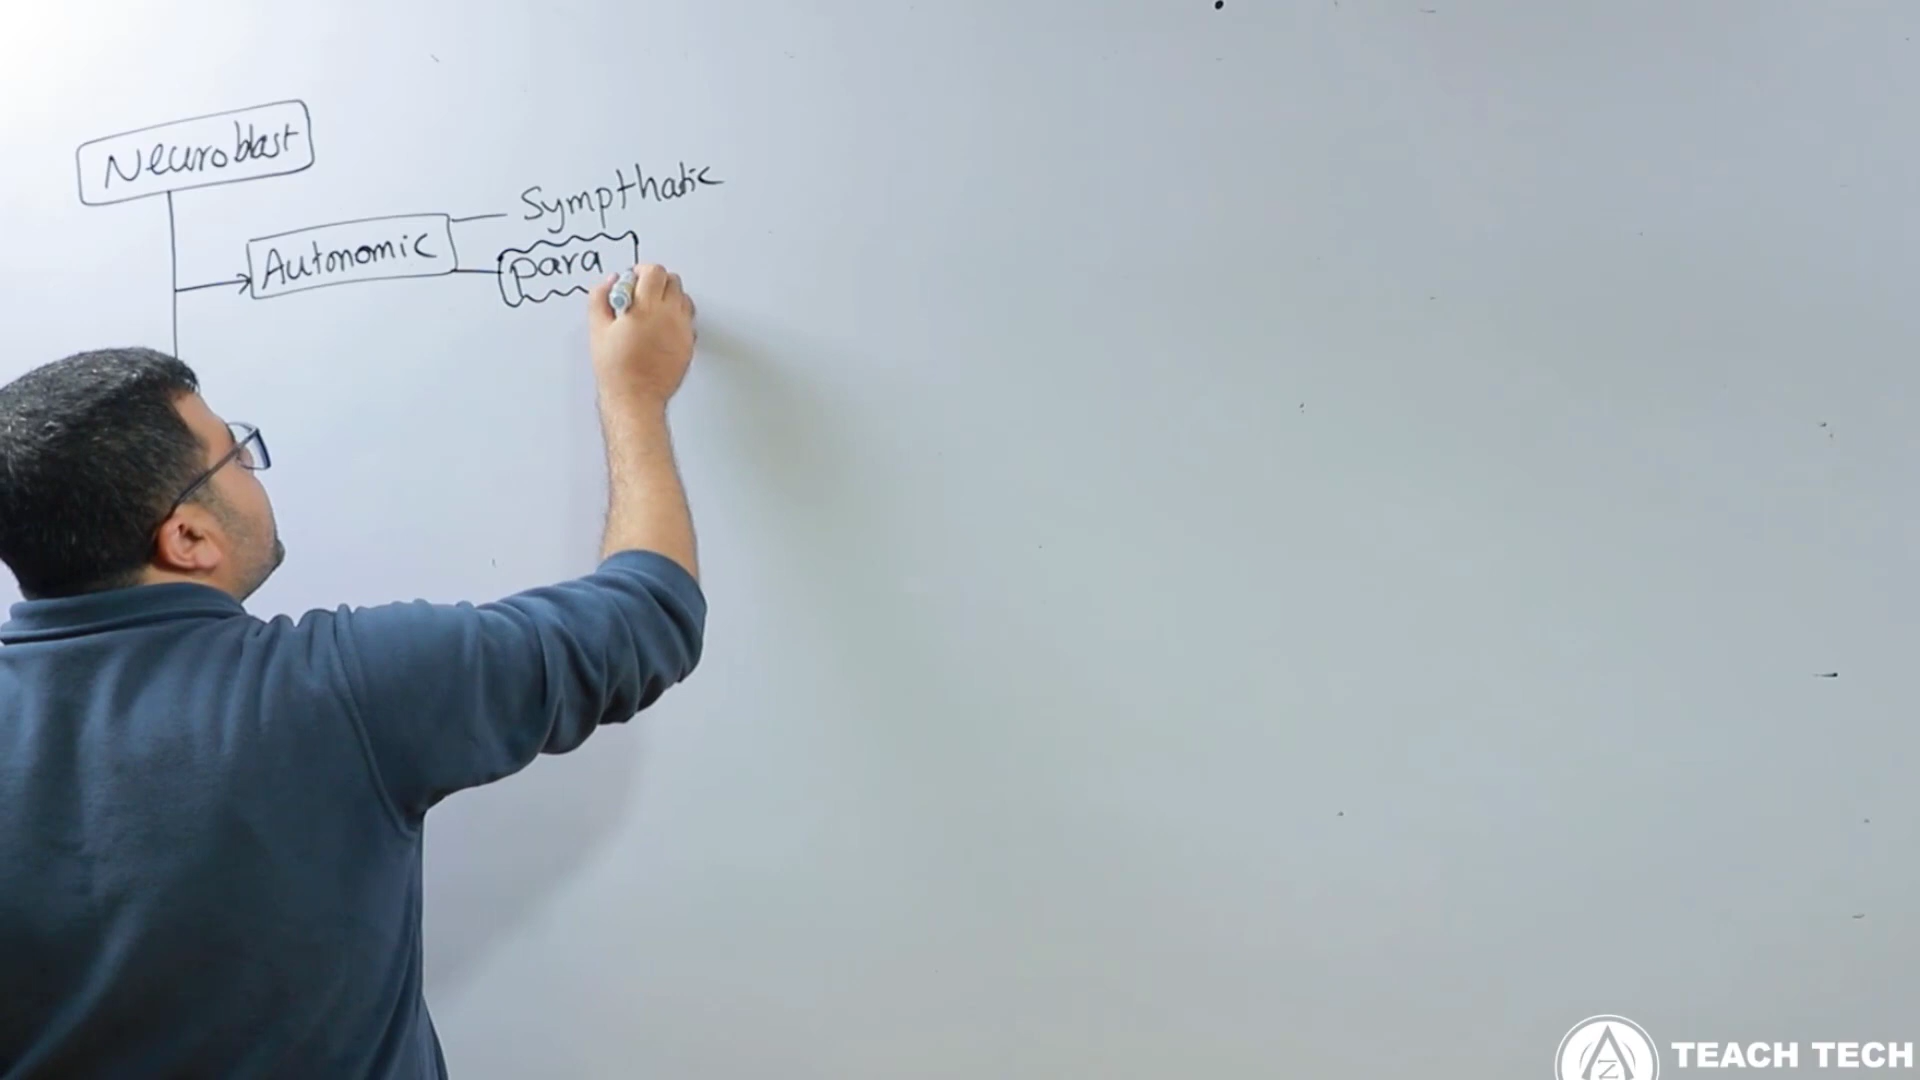 Neuroblast
Sympthatic
Autonomic
para
TEACH TECH